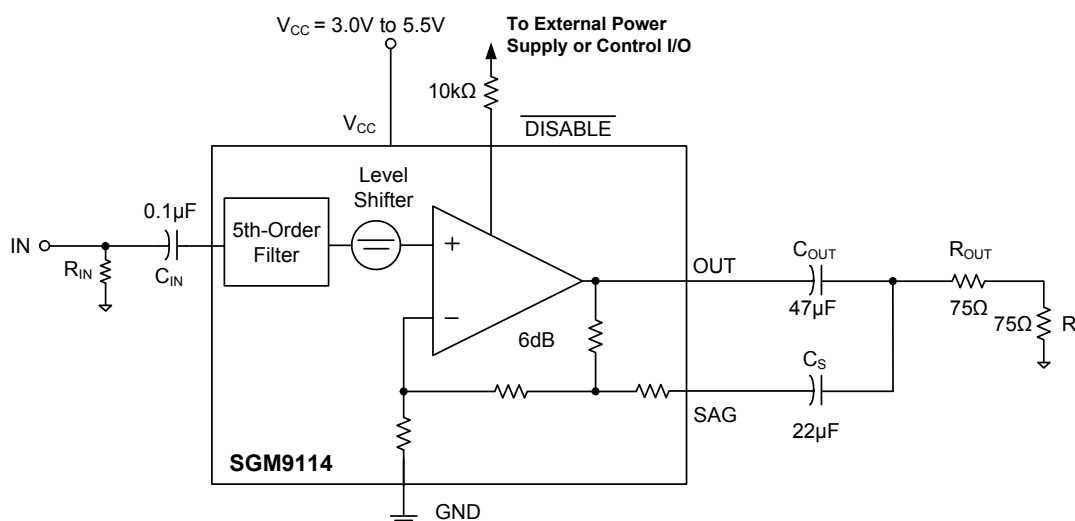 V_CC = 3.0V to 5.5V
To External Power
Supply or Control I/O
10kΩ
V_CC
DISABLE
Level
Shifter
0.1µF
5th-Order
Filter
IN
R_IN
C_IN
+
−
6dB
OUT
C_OUT
47µF
R_OUT
75Ω
75Ω
R
C_S
22µF
SAG
SGM9114
GND